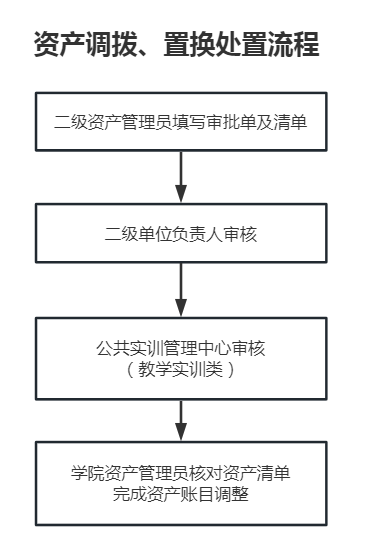 资产调拨、置换处置流程
二级资产管理员填写审批单及清单
二级单位负责人审核
公共实训管理中心审核
（教学实训类）
学院资产管理员核对资产清单
完成资产账目调整